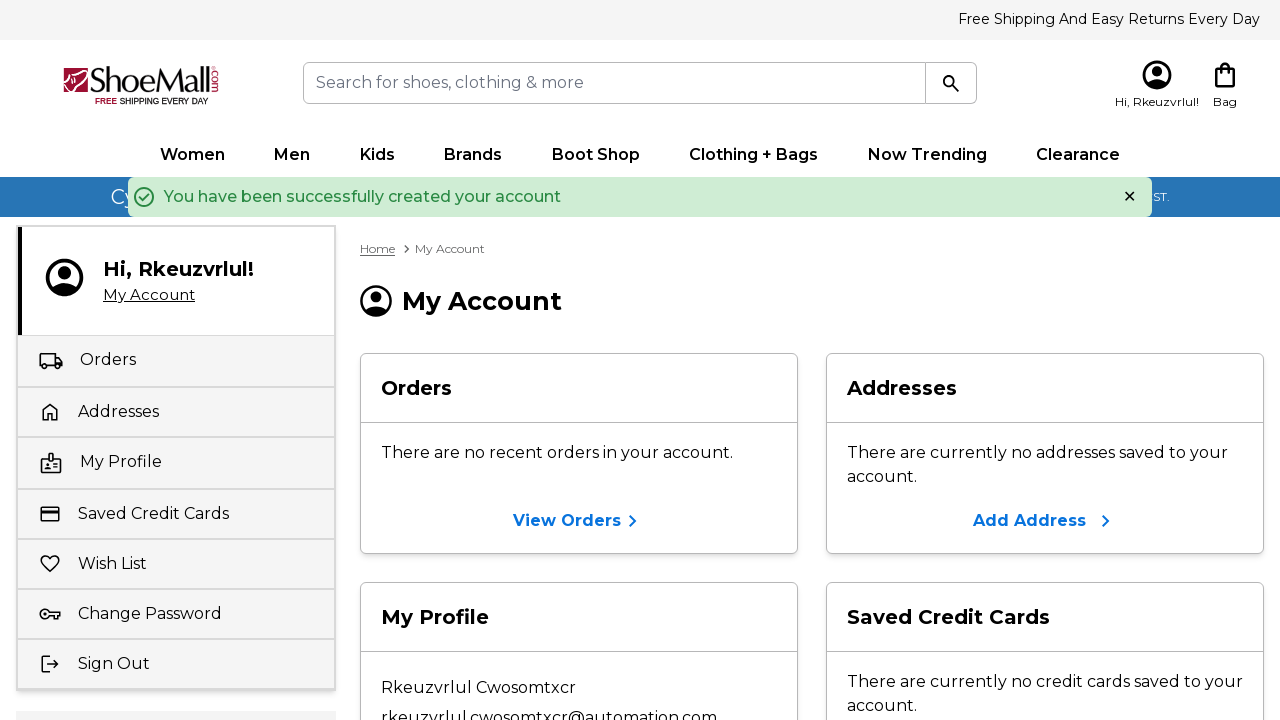 Free Shipping And Easy Returns Every Day
ShoeMall.com®
FREE SHIPPING EVERY DAY
Search for shoes, clothing & more
Hi, Rkeuzvrlul!
Bag
Women
Men
Kids
Brands
Boot Shop
Clothing + Bags
Now Trending
Clearance
Cy
You have been successfully created your account
ST.
Hi, Rkeuzvrlul!
My Account
Orders
Addresses
My Profile
Saved Credit Cards
Wish List
Change Password
Sign Out
Home
My Account
My Account
Orders
There are no recent orders in your account.
View Orders
Addresses
There are currently no addresses saved to your
account.
Add Address
My Profile
Rkeuzvrlul Cwosomtxcr
rkeuzvrlul.cwosomtxcr@automation.com
Saved Credit Cards
There are currently no credit cards saved to your
account.